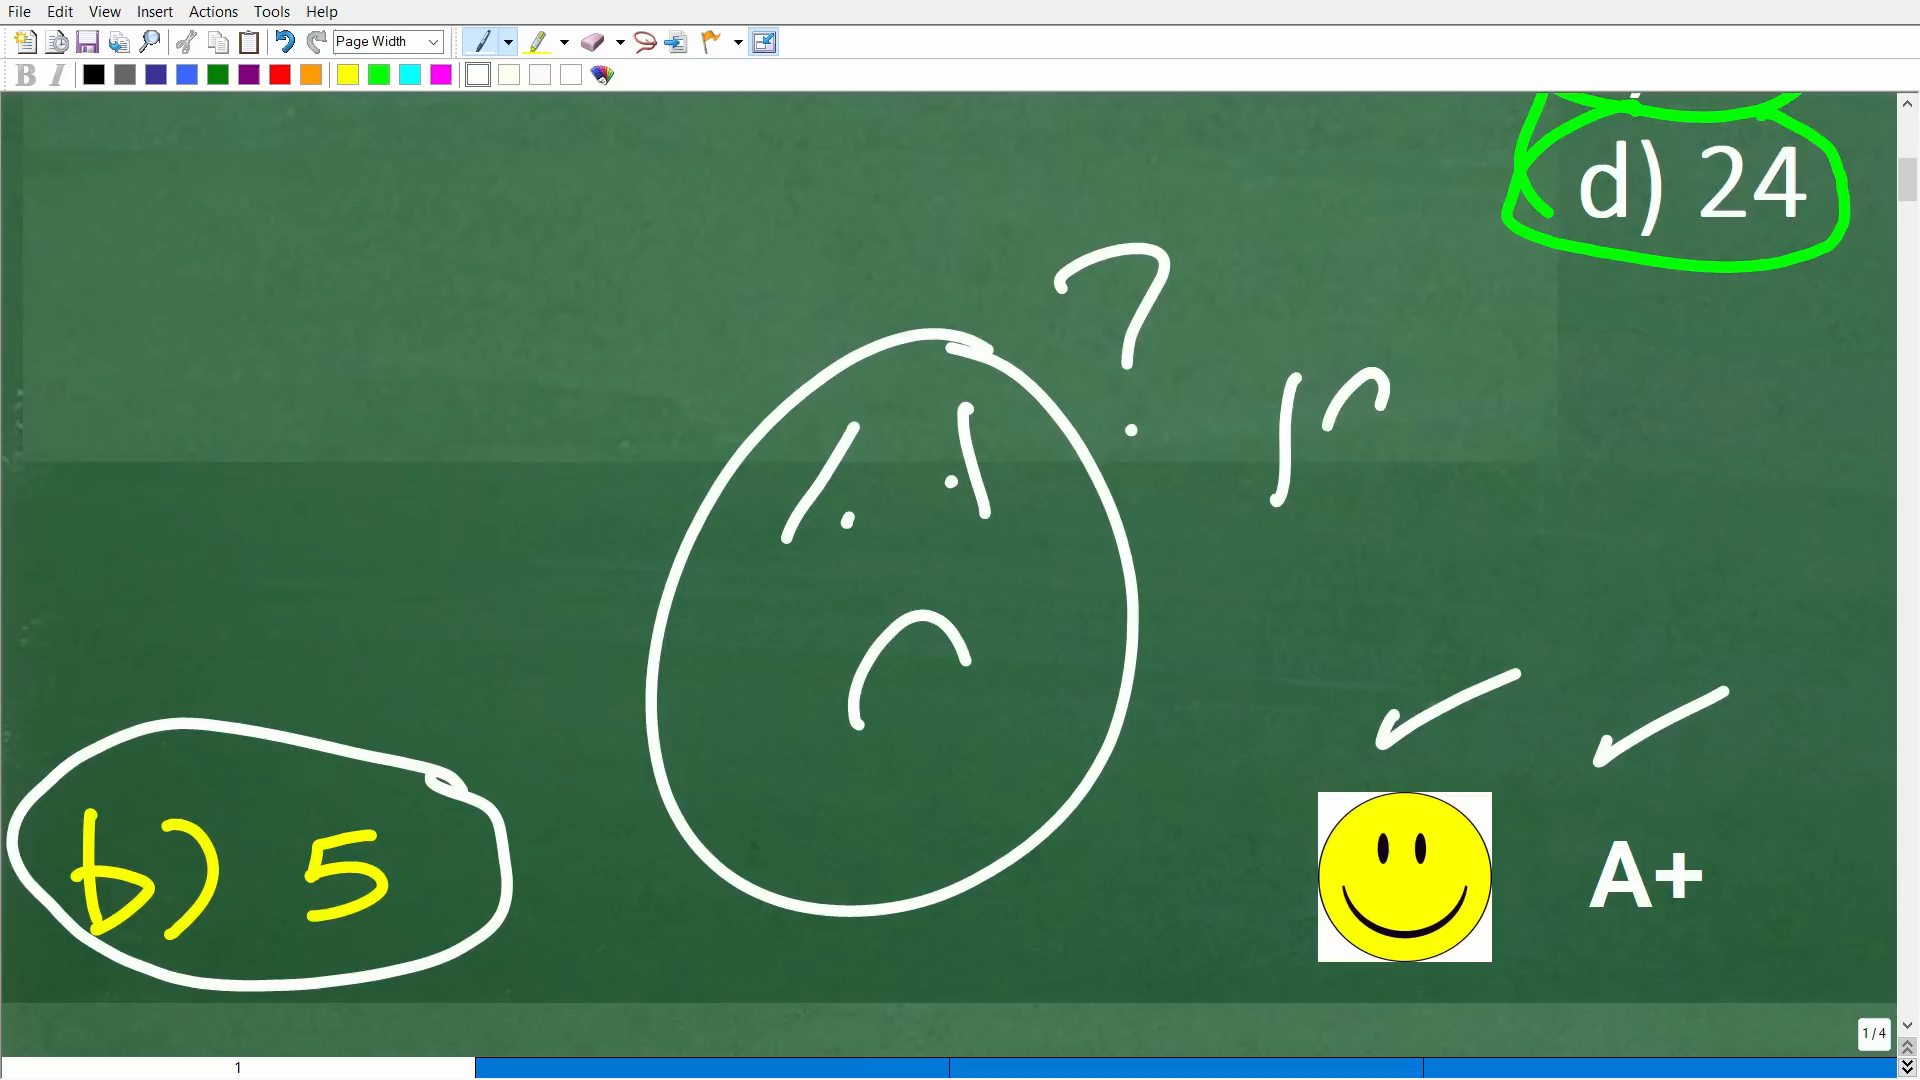 File Edit View Insert Actions Tools Help
Page Width
B I
d) 24
?
b) 5
A+
1 / 4
1